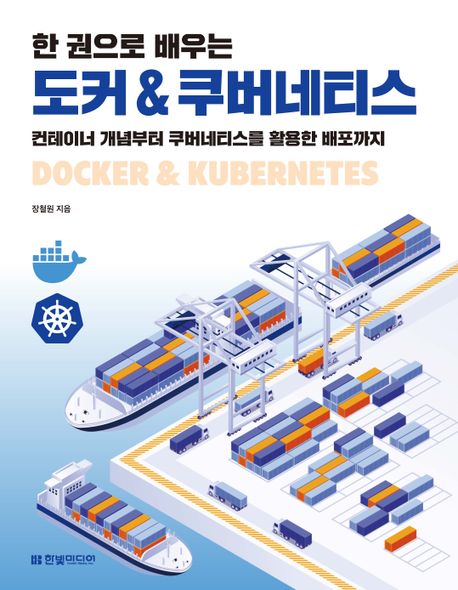 한 권으로 배우는
도커 & 쿠버네티스
컨테이너 개념부터 쿠버네티스를 활용한 배포까지
DOCKER & KUBERNETES
장철원 지음
한빛미디어